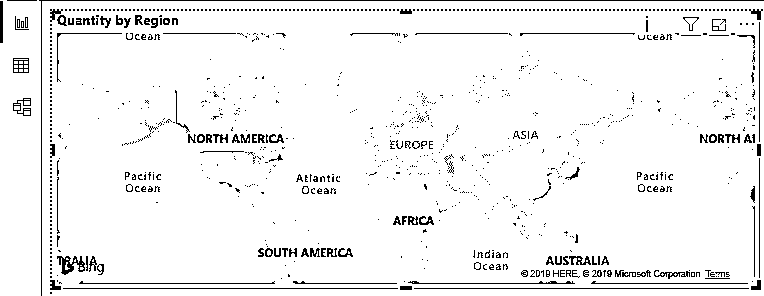 Quantity by Region
Ocean
Ocean
NORTH AMERICA
EUROPE
ASIA
NORTH AM
Pacific
Ocean
Atlantic
Ocean
Pacific
Ocean
AFRICA
SOUTH AMERICA
Indian
Ocean
AUSTRALIA
TRALIA
Bing
© 2019 HERE, © 2019 Microsoft Corporation Terms